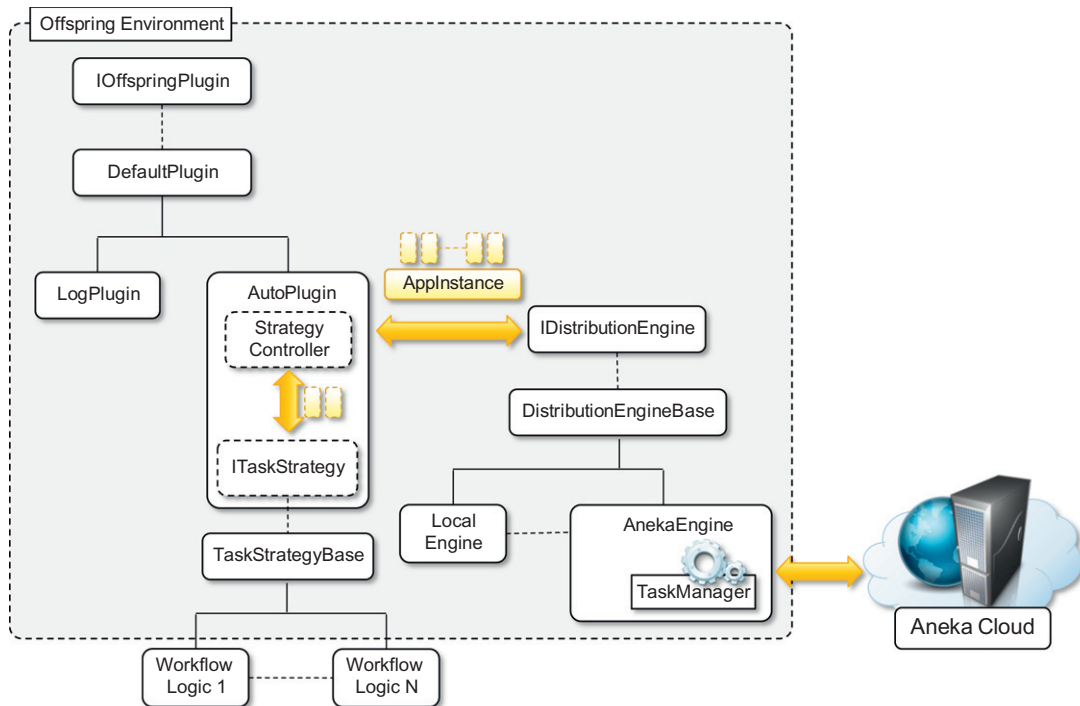 Offspring Environment
IOffspringPlugin
DefaultPlugin
LogPlugin
AutoPlugin
Strategy
Controller
ITaskStrategy
AppInstance
IDistributionEngine
DistributionEngineBase
Local
Engine
AnekaEngine
TaskManager
TaskStrategyBase
Workflow
Logic 1
Workflow
Logic N
Aneka Cloud